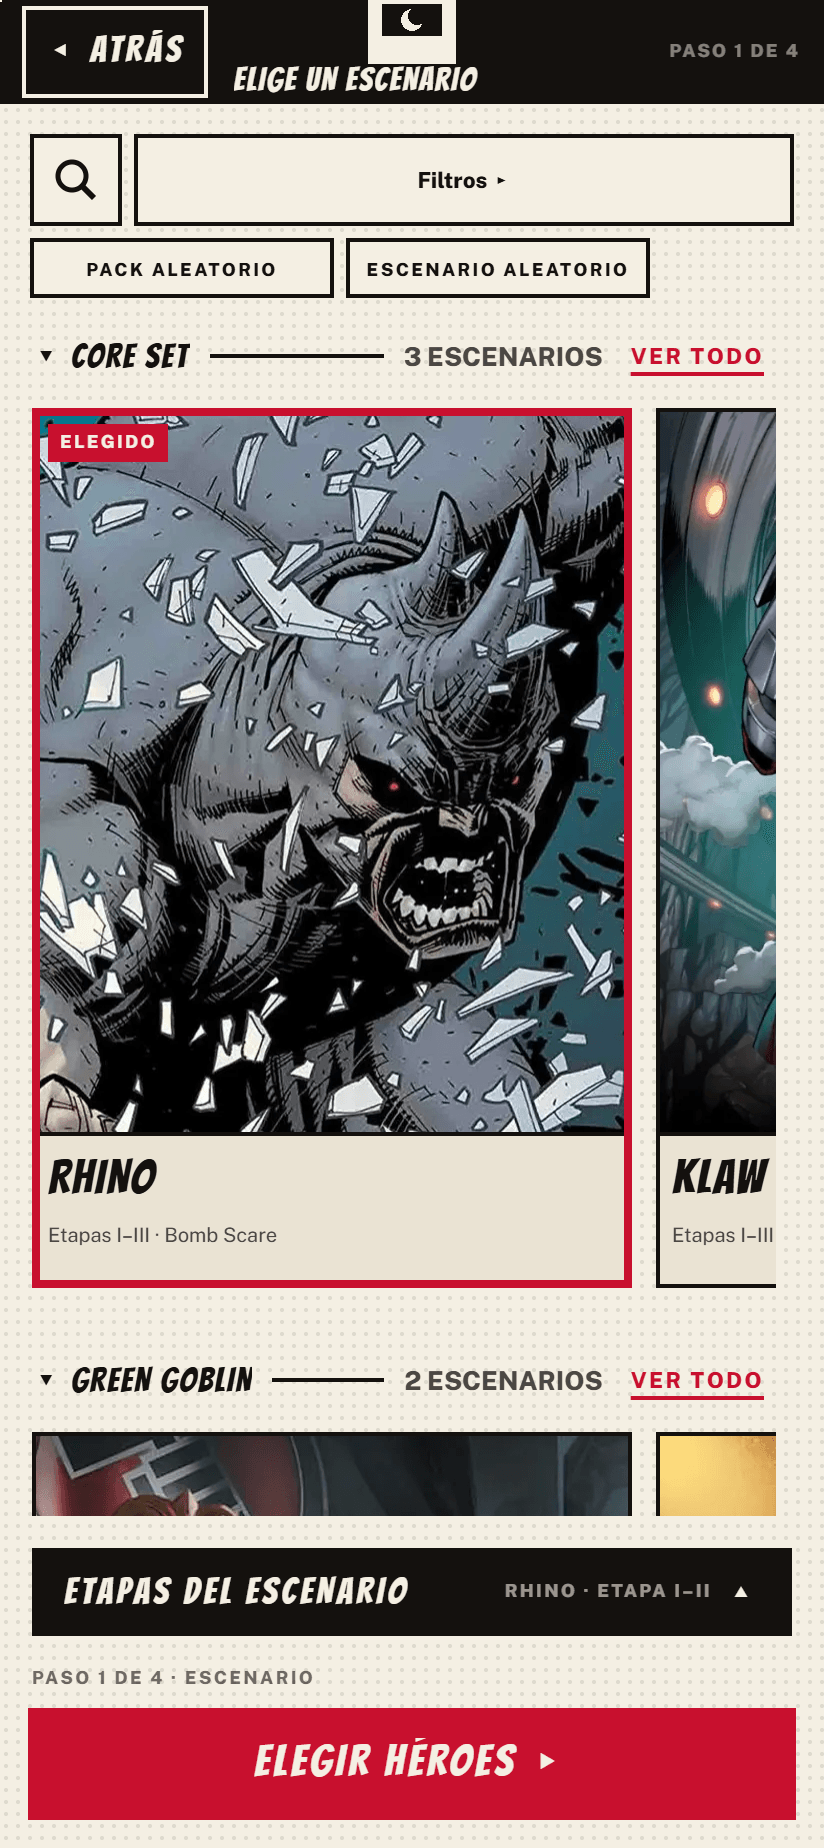 ATRÁS
ELIGE UN ESCENARIO
PASO 1 DE 4
Filtros
PACK ALEATORIO
ESCENARIO ALEATORIO
CORE SET
3 ESCENARIOS
VER TODO
ELEGIDO
RHINO
Etapas I–III · Bomb Scare
KLAW
Etapas I–III
GREEN GOBLIN
2 ESCENARIOS
VER TODO
ETAPAS DEL ESCENARIO
RHINO · ETAPA I–II
PASO 1 DE 4 · ESCENARIO
ELEGIR HÉROES